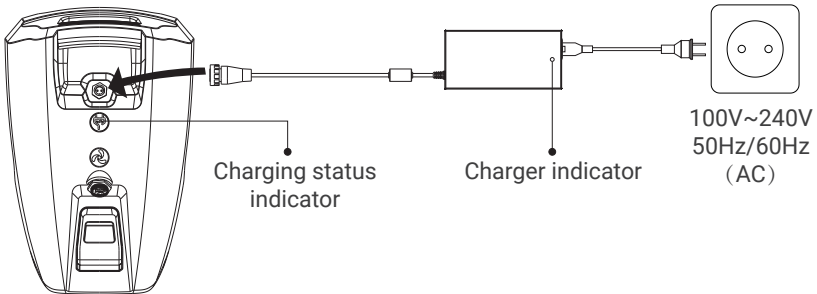 Charging status
indicator
Charger indicator
100V~240V
50Hz/60Hz
（AC）